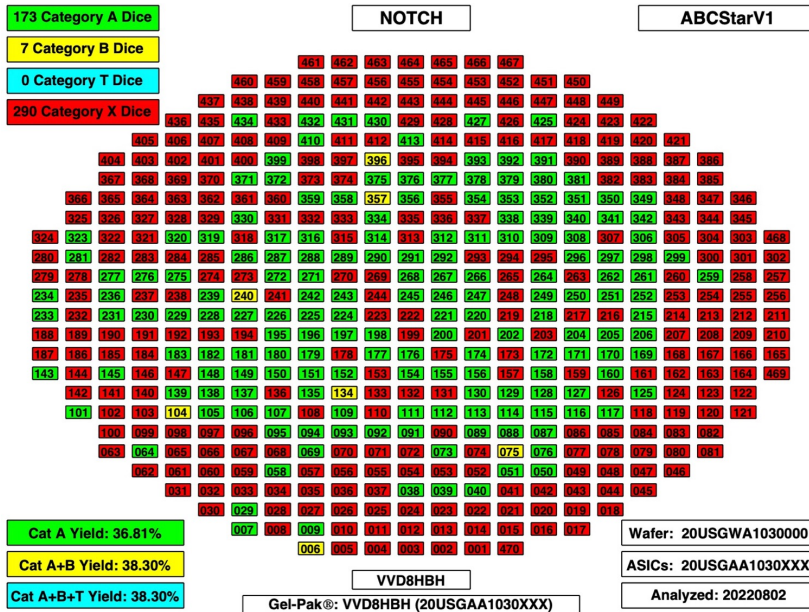 173 Category A Dice
NOTCH
ABCStarV1
7 Category B Dice
0 Category T Dice
290 Category X Dice
461 462 463 464 465 466 467
460 459 458 457 456 455 454 453 452 451 450
437 438 439 440 441 442 443 444 445 446 447 448 449
436 435 434 433 432 431 430 429 428 427 426 425 424 423 422
405 406 407 408 409 410 411 412 413 414 415 416 417 418 419 420 421
404 403 402 401 400 399 398 397 396 395 394 393 392 391 390 389 388 387 386
367 368 369 370 371 372 373 374 375 376 377 378 379 380 381 382 383 384 385
366 365 364 363 362 361 360 359 358 357 356 355 354 353 352 351 350 349 348 347 346
325 326 327 328 329 330 331 332 333 334 335 336 337 338 339 340 341 342 343 344 345
324 323 322 321 320 319 318 317 316 315 314 313 312 311 310 309 308 307 306 305 304 303 468
280 281 282 283 284 285 286 287 288 289 290 291 292 293 294 295 296 297 298 299 300 301 302
279 278 277 276 275 274 273 272 271 270 269 268 267 266 265 264 263 262 261 260 259 258 257
234 235 236 237 238 239 240 241 242 243 244 245 246 247 248 249 250 251 252 253 254 255 256
233 232 231 230 229 228 227 226 225 224 223 222 221 220 219 218 217 216 215 214 213 212 211
188 189 190 191 192 193 194 195 196 197 198 199 200 201 202 203 204 205 206 207 208 209 210
187 186 185 184 183 182 181 180 179 178 177 176 175 174 173 172 171 170 169 168 167 166 165
143 144 145 146 147 148 149 150 151 152 153 154 155 156 157 158 159 160 161 162 163 164 469
142 141 140 139 138 137 136 135 134 133 132 131 130 129 128 127 126 125 124 123 122
101 102 103 104 105 106 107 108 109 110 111 112 113 114 115 116 117 118 119 120 121
100 099 098 097 096 095 094 093 092 091 090 089 088 087 086 085 084 083 082
063 064 065 066 067 068 069 070 071 072 073 074 075 076 077 078 079 080 081
062 061 060 059 058 057 056 055 054 053 052 051 050 049 048 047 046
031 032 033 034 035 036 037 038 039 040 041 042 043 044 045
030 029 028 027 026 025 024 023 022 021 020 019 018
007 008 009 010 011 012 013 014 015 016 017
006 005 004 003 002 001 470
Cat A Yield: 36.81%
Cat A+B Yield: 38.30%
Cat A+B+T Yield: 38.30%
VVD8HBH
Gel-Pak®: VVD8HBH (20USGAA1030XXX)
Wafer: 20USGWA1030000
ASICs: 20USGAA1030XXX
Analyzed: 20220802